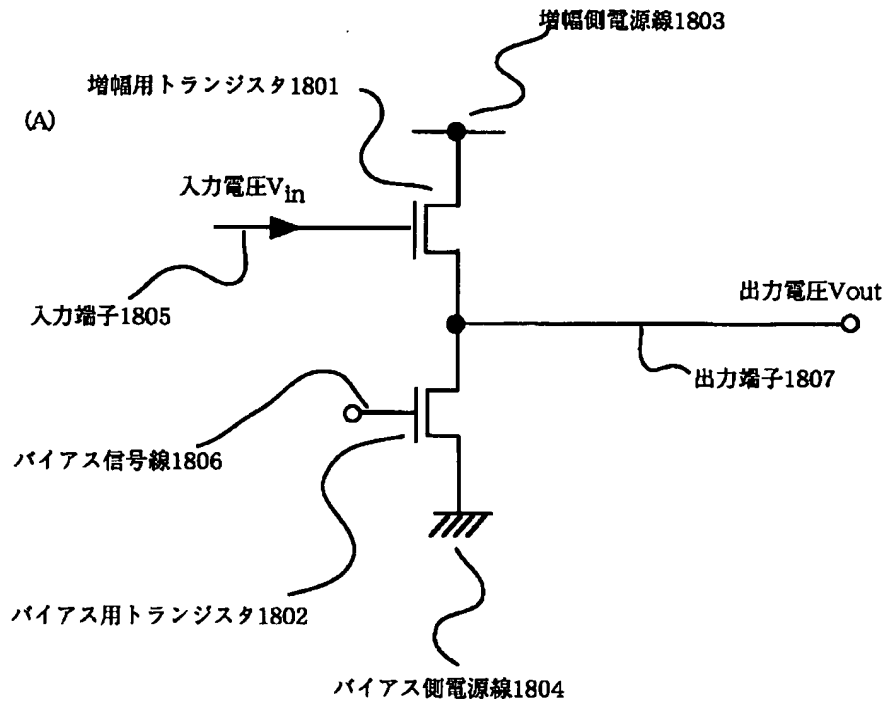 増幅側電源線1803
増幅用トランジスタ1801
(A)
入力電圧Vin
出力電圧Vout
入力端子1805
出力端子1807
バイアス信号線1806
バイアス用トランジスタ1802
バイアス側電源線1804